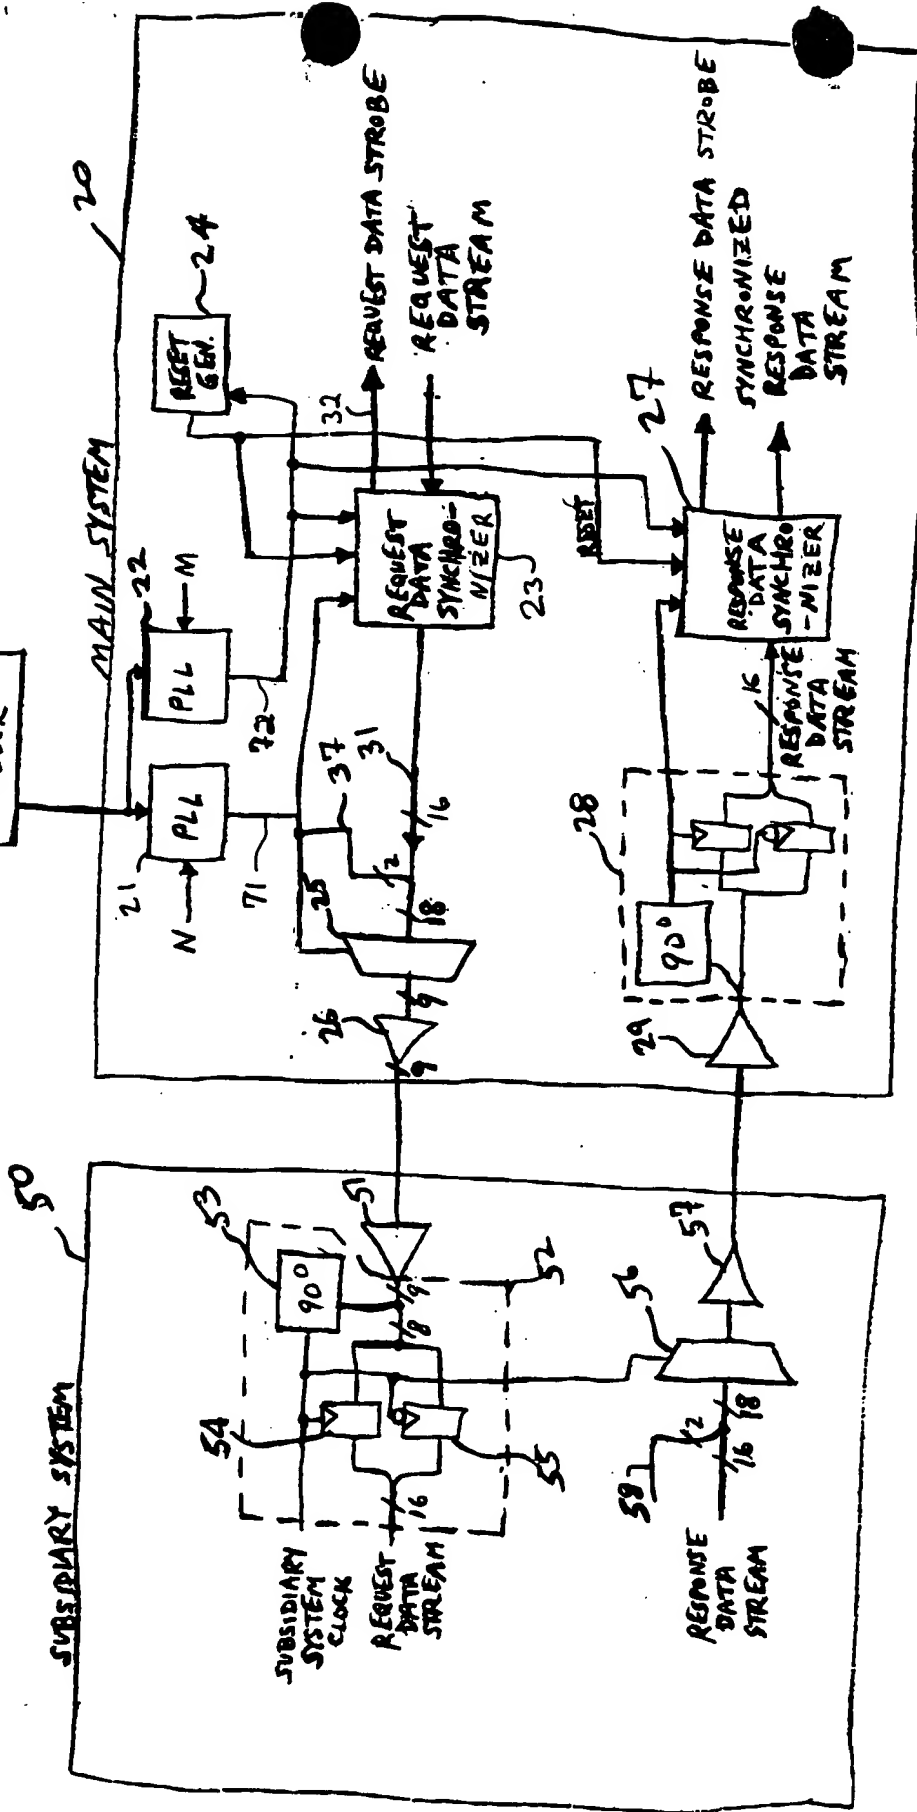 MAIN SYSTEM
20
21
PLL
N
71
22
PLL
M
72
RESET
GEN.
24
REQUEST
DATA
SYNCHRO-
NIZER
23
32
REQUEST DATA STROBE
REQUEST
DATA
STREAM
37
31
2
16
18
25
9
26
9
RESET
27
RESPONSE
DATA
SYNCHRO
-NIZER
RESPONSE DATA STROBE
SYNCHRONIZED
RESPONSE
DATA
STREAM
16
RESPONSE
DATA
STREAM
28
90°
29
SUBSIDIARY SYSTEM
50
51
52
53
90°
9
8
54
55
16
SUBSIDIARY
SYSTEM
CLOCK
REQUEST
DATA
STREAM
56
57
58
2
18
16
RESPONSE
DATA
STREAM